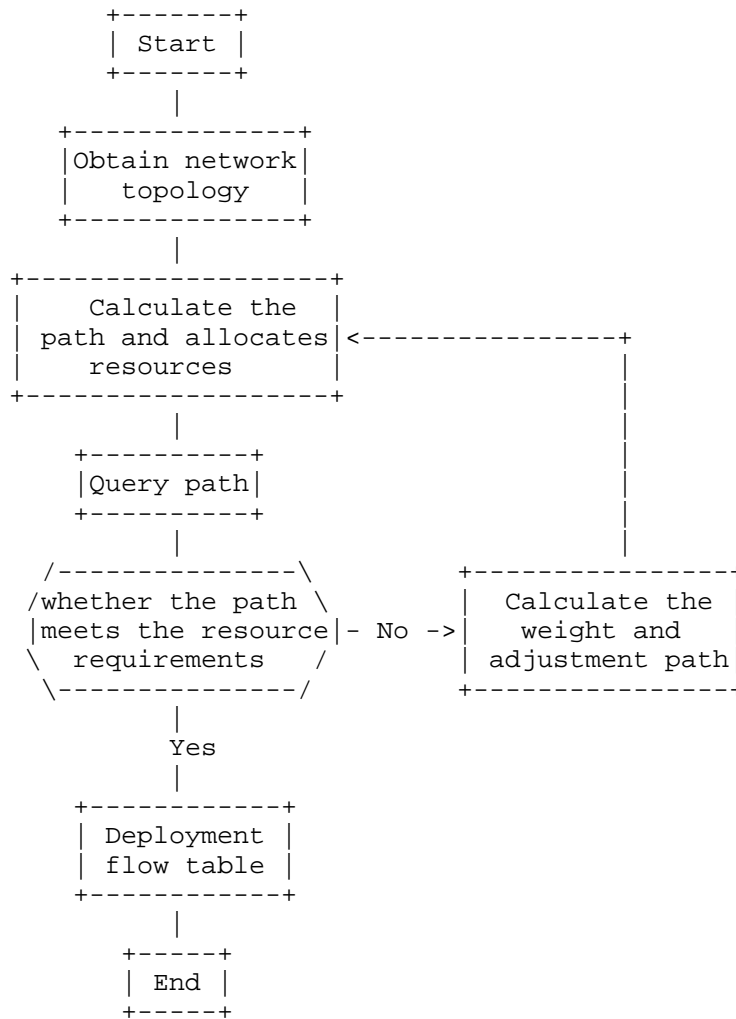 Start
Obtain network
topology
Calculate the
path and allocates
resources
Query path
whether the path
meets the resource
requirements
No
Calculate the
weight and
adjustment path
Yes
Deployment
flow table
End